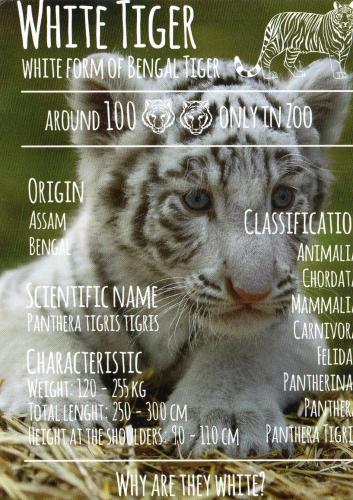 White Tiger
white form of Bengal Tiger
around 100 only in Zoo
Origin
Assam
Bengal
Classificatio
Animalia
Chordata
Mammalia
Carnivora
Felida
Pantherina
Panthera
Panthera Tigri
Scientific name
Panthera tigris tigris
Characteristic
Weight: 120 - 255 kg
Total lenght: 250 - 300 cm
Height at the shoulders: 90 - 110 cm
Why are they white?